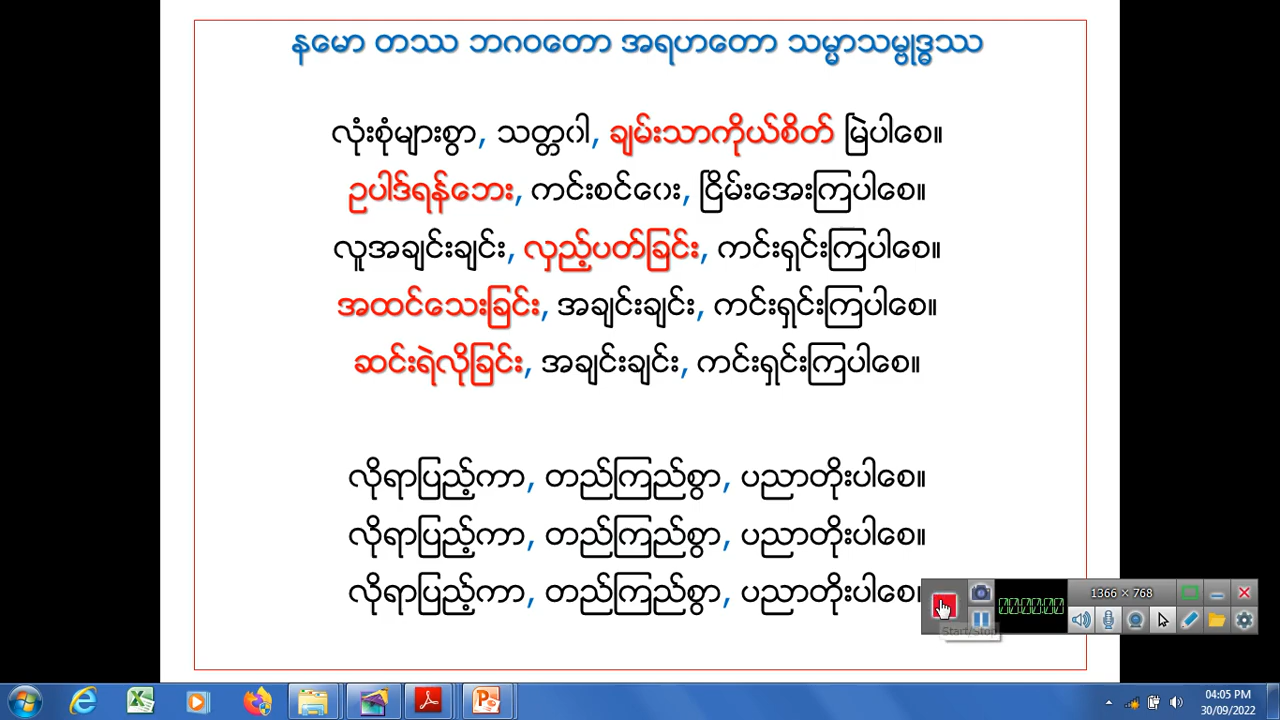 နမော တဿ ဘဂဝတော အရဟတော သမ္မာသမ္ဗုဒ္ဓဿ
လုံးစုံများစွာ, သတ္တဝါ, ချမ်းသာကိုယ်စိတ် မြဲပါစေ။
ဥပါဒ်ရန်ဘေး, ကင်းစင်ဝေး, ငြိမ်းအေးကြပါစေ။
လူအချင်းချင်း, လှည့်ပတ်ခြင်း, ကင်းရှင်းကြပါစေ။
အထင်သေးခြင်း, အချင်းချင်း, ကင်းရှင်းကြပါစေ။
ဆင်းရဲလိုခြင်း, အချင်းချင်း, ကင်းရှင်းကြပါစေ။
လိုရာပြည့်ကာ, တည်ကြည်စွာ, ပညာတိုးပါစေ။
လိုရာပြည့်ကာ, တည်ကြည်စွာ, ပညာတိုးပါစေ။
လိုရာပြည့်ကာ, တည်ကြည်စွာ, ပညာတိုးပါစေ။
1366 × 768
00:00:00
Start/Stop
04:05 PM
30/09/2022